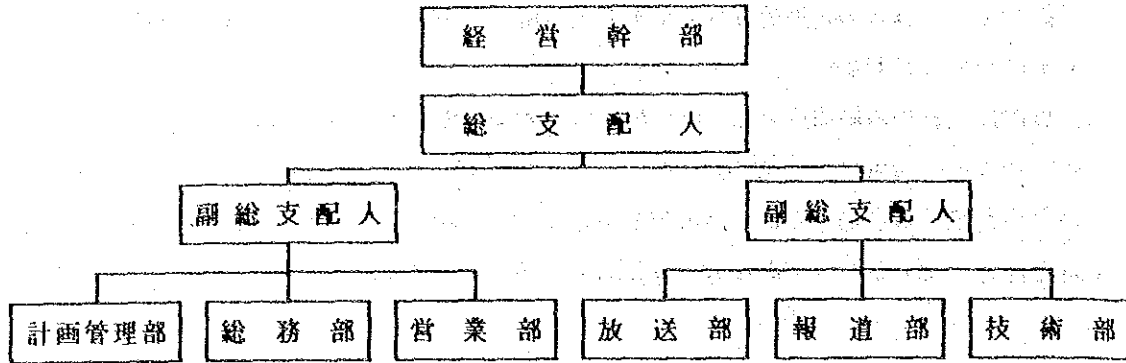 経営幹部
総支配人
副総支配人 副総支配人
計画管理部 総務部 営業部 放送部 報道部 技術部